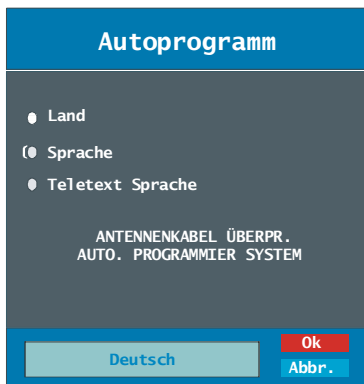 Autoprogramm
Land
Sprache
Teletext Sprache
ANTENNENKABEL ÜBERPR.
AUTO. PROGRAMMIER SYSTEM
Ok
Deutsch
Abbr.